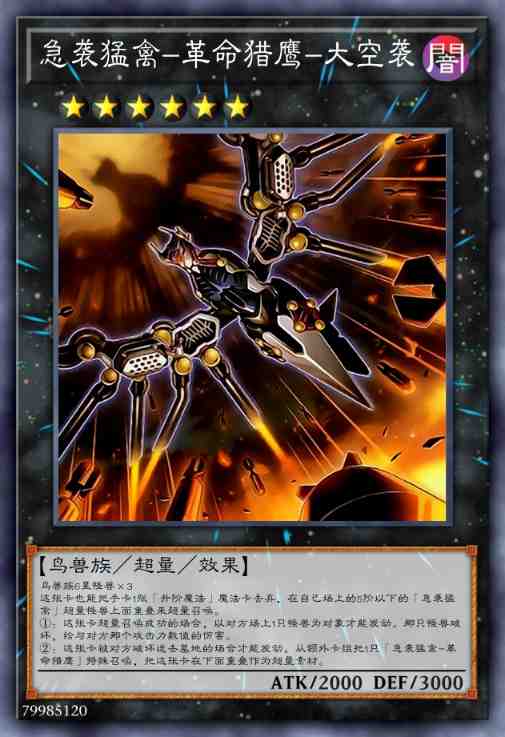 急袭猛禽-革命猎鹰-大空袭
闇
【鸟兽族／超量／效果】
鸟兽族6星怪兽×3
这张卡也能把手卡1张「升阶魔法」魔法卡丢弃，在自己场上的5阶以下的「急袭猛
禽」超量怪兽上面重叠来超量召唤。
①：这张卡超量召唤成功的场合，以对方场上1只怪兽为对象才能发动。那只怪兽破
坏，给与对方那个攻击力数值的伤害。
②：这张卡被对方破坏送去墓地的场合才能发动。从额外卡组把1只「急袭猛禽-革
命猎鹰」特殊召唤，把这张卡在下面重叠作为超量素材。
ATK/2000 DEF/3000
79985120